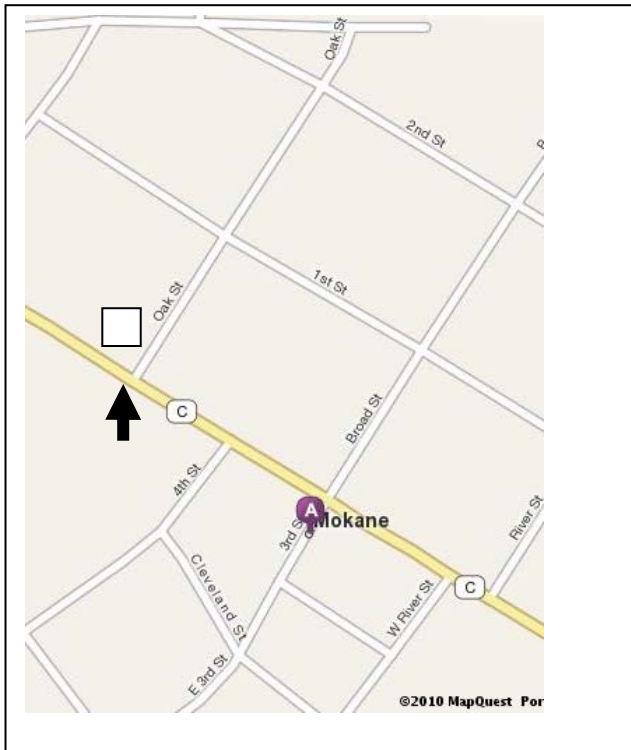 Oak St
2nd St
Oak St
1st St
C
Broad St
4th St
A
Mokane
3rd S
River St
Cleveland St
C
W River St
E 3rd St
©2010 MapQuest Por